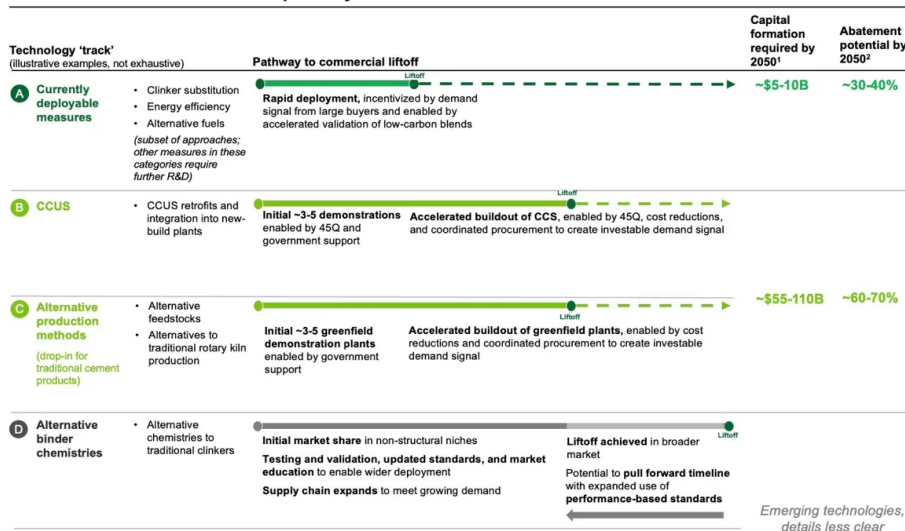 Capital
formation
required by
2050¹
Abatement
potential by
2050²
Technology ‘track’
(illustrative examples, not exhaustive)
Pathway to commercial liftoff
A
Currently
deployable
measures
• Clinker substitution
• Energy efficiency
• Alternative fuels
(subset of approaches;
other measures in these
categories require
further R&D)
Liftoff
Rapid deployment, incentivized by demand
signal from large buyers and enabled by
accelerated validation of low-carbon blends
~$5-10B
~30-40%
B
CCUS
• CCUS retrofits and
integration into new-
build plants
Liftoff
Initial ~3-5 demonstrations
enabled by 45Q and
government support
Accelerated buildout of CCS, enabled by 45Q, cost reductions,
and coordinated procurement to create investable demand signal
~$55-110B
~60-70%
C
Alternative
production
methods
(drop-in for
traditional cement
products)
• Alternative
feedstocks
• Alternatives to
traditional rotary kiln
production
Liftoff
Initial ~3-5 greenfield
demonstration plants
enabled by government
support
Accelerated buildout of greenfield plants, enabled by cost
reductions and coordinated procurement to create investable
demand signal
D
Alternative
binder
chemistries
• Alternative
chemistries to
traditional clinkers
Liftoff
Initial market share in non-structural niches
Testing and validation, updated standards, and market
education to enable wider deployment
Supply chain expands to meet growing demand
Liftoff achieved in broader
market
Potential to pull forward timeline
with expanded use of
performance-based standards
Emerging technologies,
details less clear